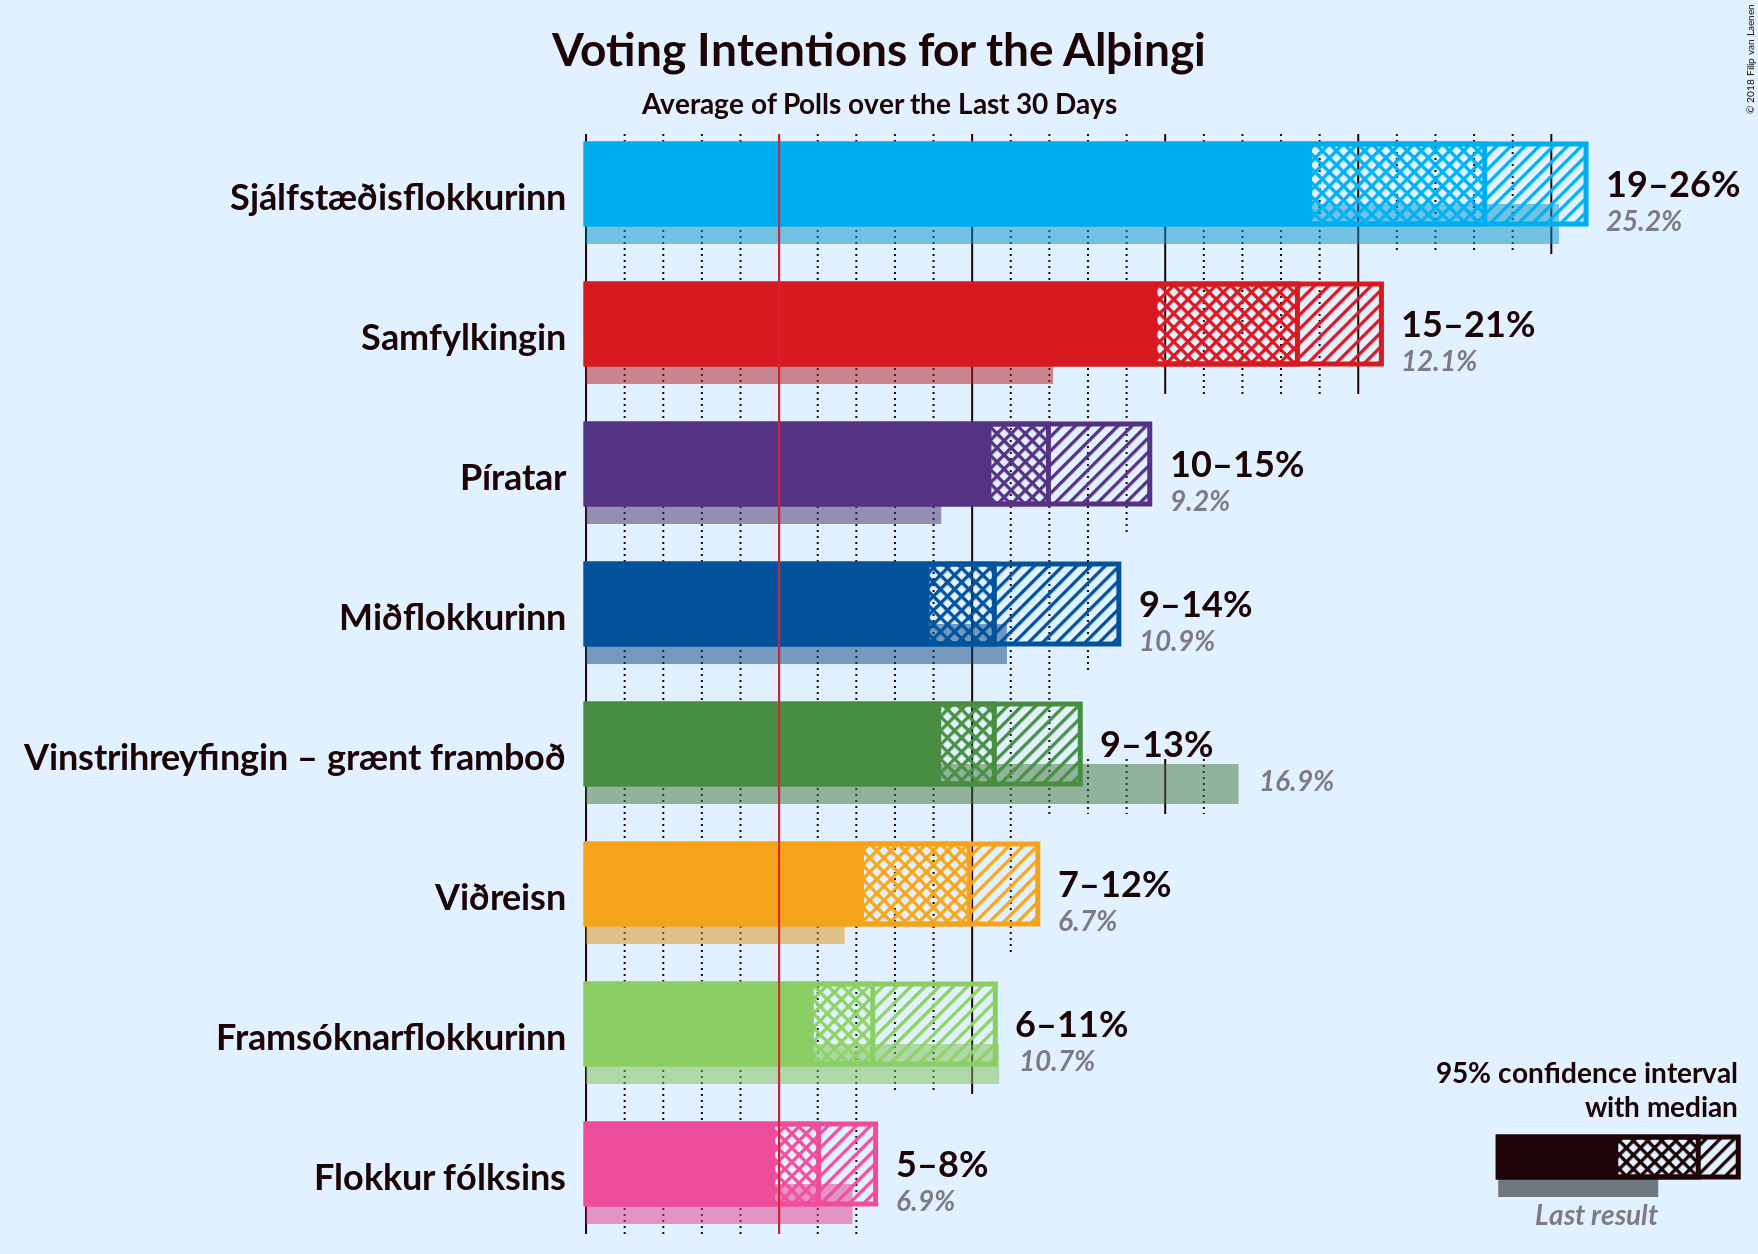 © 2018 Filip van Laenen
Voting Intentions for the Alþingi
Average of Polls over the Last 30 Days
Sjálfstæðisflokkurinn
19–26%
25.2%
Samfylkingin
15–21%
12.1%
Píratar
10–15%
9.2%
Miðflokkurinn
9–14%
10.9%
Vinstrihreyfingin – grænt framboð
9–13%
16.9%
Viðreisn
7–12%
6.7%
Framsóknarflokkurinn
6–11%
10.7%
Flokkur fólksins
5–8%
6.9%
95% confidence interval
with median
Last result